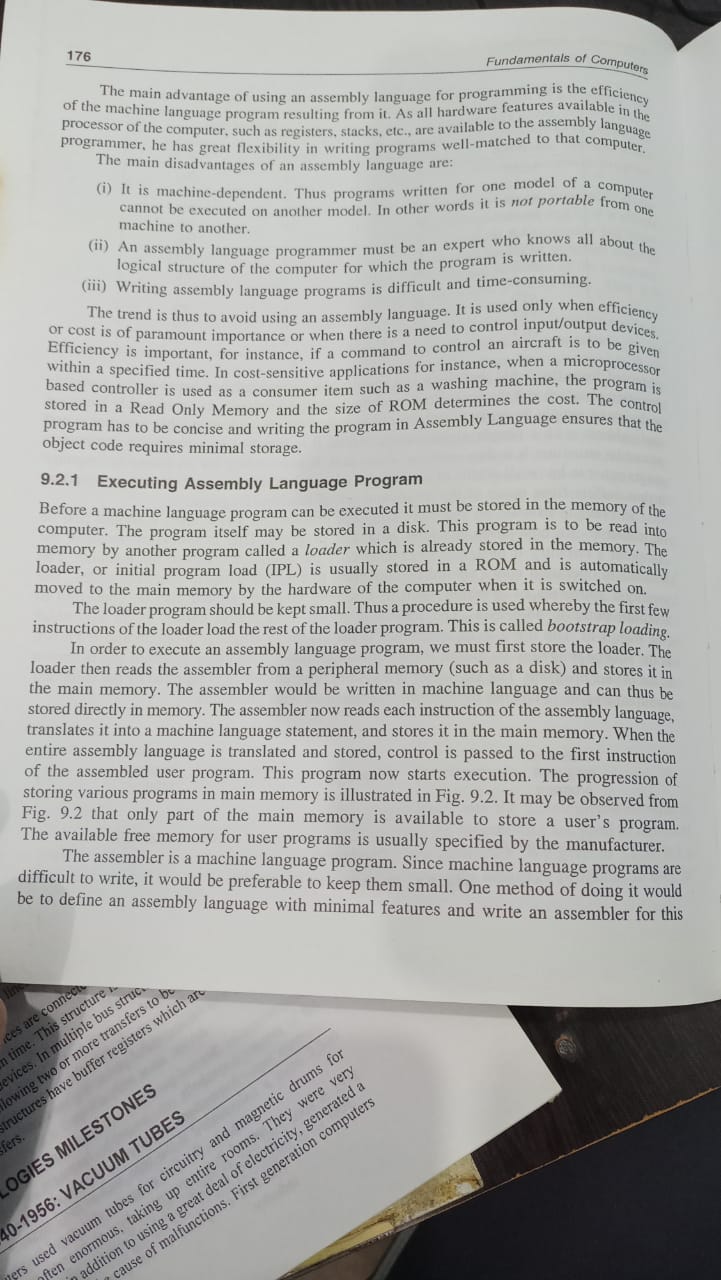 176
Fundamentals of Computers
The main advantage of using an assembly language for programming is the efficiency
of the machine language program resulting from it. As all hardware features available in the
processor of the computer, such as registers, stacks, etc., are available to the assembly language
programmer, he has great flexibility in writing programs well-matched to that computer.
The main disadvantages of an assembly language are:
(i) It is machine-dependent. Thus programs written for one model of a computer
cannot be executed on another model. In other words it is not portable from one
machine to another.
(ii) An assembly language programmer must be an expert who knows all about the
logical structure of the computer for which the program is written.
(iii) Writing assembly language programs is difficult and time-consuming.
The trend is thus to avoid using an assembly language. It is used only when efficiency
or cost is of paramount importance or when there is a need to control input/output devices.
Efficiency is important, for instance, if a command to control an aircraft is to be given
within a specified time. In cost-sensitive applications for instance, when a microprocessor
based controller is used as a consumer item such as a washing machine, the program is
stored in a Read Only Memory and the size of ROM determines the cost. The control
program has to be concise and writing the program in Assembly Language ensures that the
object code requires minimal storage.
9.2.1 Executing Assembly Language Program
Before a machine language program can be executed it must be stored in the memory of the
computer. The program itself may be stored in a disk. This program is to be read into
memory by another program called a loader which is already stored in the memory. The
loader, or initial program load (IPL) is usually stored in a ROM and is automatically
moved to the main memory by the hardware of the computer when it is switched on.
The loader program should be kept small. Thus a procedure is used whereby the first few
instructions of the loader load the rest of the loader program. This is called bootstrap loading.
In order to execute an assembly language program, we must first store the loader. The
loader then reads the assembler from a peripheral memory (such as a disk) and stores it in
the main memory. The assembler would be written in machine language and can thus be
stored directly in memory. The assembler now reads each instruction of the assembly language,
translates it into a machine language statement, and stores it in the main memory. When the
entire assembly language is translated and stored, control is passed to the first instruction
of the assembled user program. This program now starts execution. The progression of
storing various programs in main memory is illustrated in Fig. 9.2. It may be observed from
Fig. 9.2 that only part of the main memory is available to store a user's program.
The available free memory for user programs is usually specified by the manufacturer.
The assembler is a machine language program. Since machine language programs are
difficult to write, it would be preferable to keep them small. One method of doing it would
be to define an assembly language with minimal features and write an assembler for this
are
time. This structure
In multiple bus
two or more transfers to
have buffer registers which
MILESTONES
VACUUM TUBES
used vacuum tubes for circuitry and magnetic drums for
enormous, taking up entire rooms. They were very
addition to using a great deal of electricity, generated a
cause of malfunctions. First generation computers